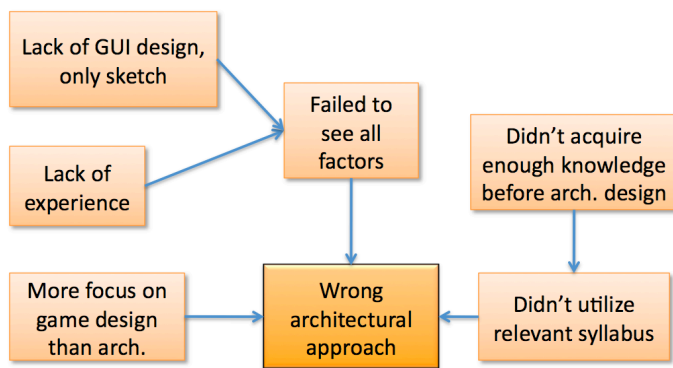 Lack of GUI design,
only sketch
Failed to
see all
factors
Didn’t acquire
enough knowledge
before arch. design
Lack of
experience
More focus on
game design
than arch.
Wrong
architectural
approach
Didn’t utilize
relevant syllabus